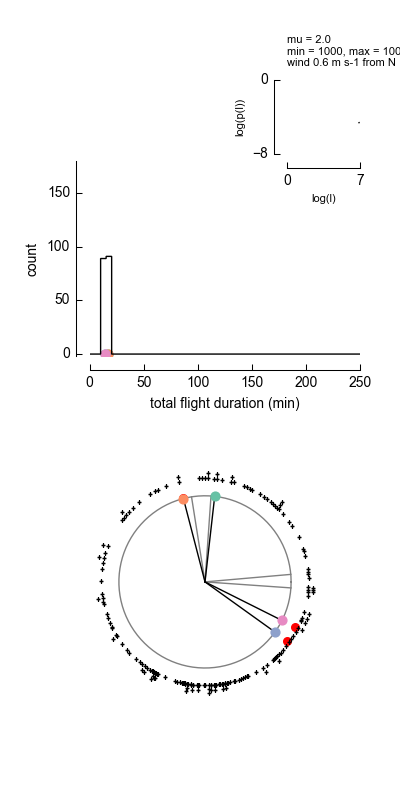 mu = 2.0
min = 1000, max = 100
wind 0.6 m s-1 from N
0
log(p(l))
−8
0 7
log(l)
150
100
count
50
0
0 50 100 150 200 250
total flight duration (min)